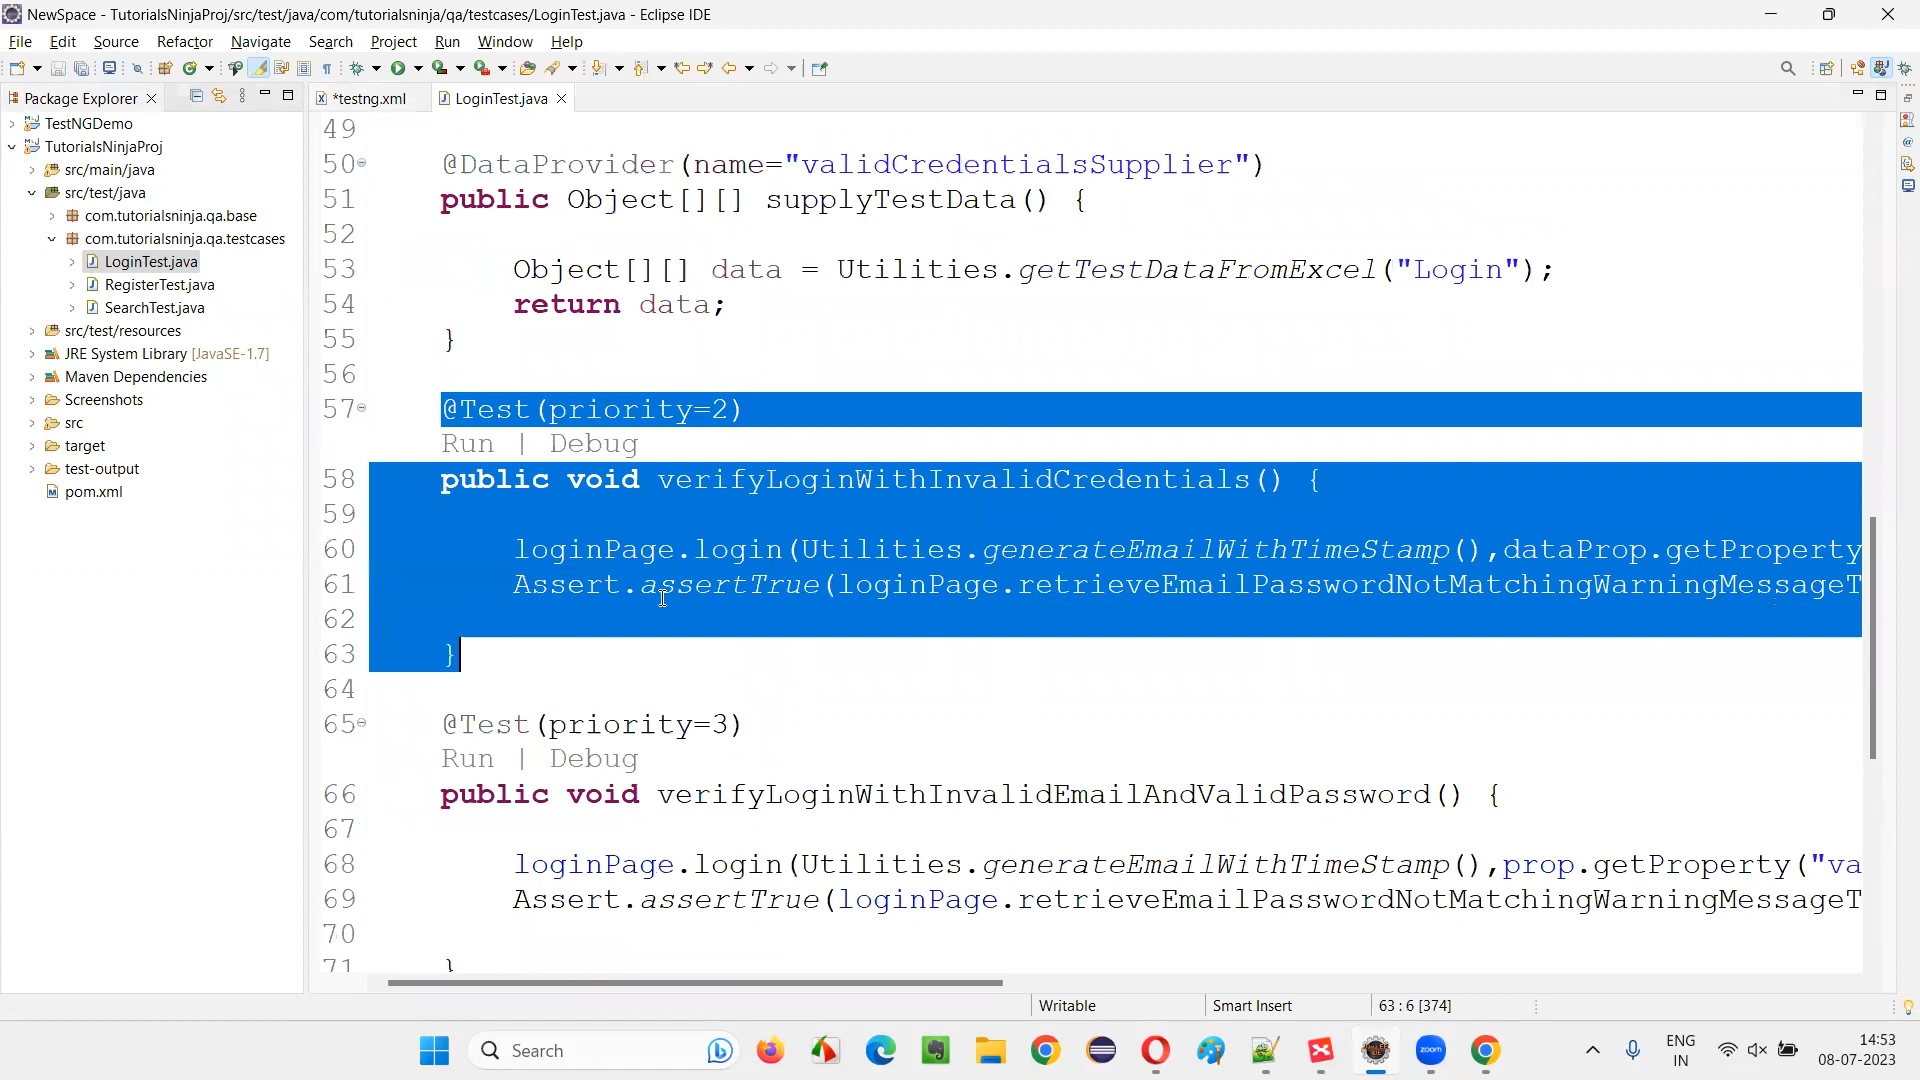 NewSpace - TutorialsNinjaProj/src/test/java/com/tutorialsninja/qa/testcases/LoginTest.java - Eclipse IDE
File Edit Source Refactor Navigate Search Project Run Window Help
Package Explorer
*testng.xml
LoginTest.java
TestNGDemo
TutorialsNinjaProj
src/main/java
src/test/java
com.tutorialsninja.qa.base
com.tutorialsninja.qa.testcases
LoginTest.java
RegisterTest.java
SearchTest.java
src/test/resources
JRE System Library [JavaSE-1.7]
Maven Dependencies
Screenshots
src
target
test-output
pom.xml
49
50 @DataProvider(name="validCredentialsSupplier")
51 public Object[][] supplyTestData() {
52
53 Object[][] data = Utilities.getTestDataFromExcel("Login");
54 return data;
55 }
56
57 @Test(priority=2)
Run | Debug
58 public void verifyLoginWithInvalidCredentials() {
59
60 loginPage.login(Utilities.generateEmailWithTimeStamp(),dataProp.getProperty
61 Assert.assertTrue(loginPage.retrieveEmailPasswordNotMatchingWarningMessageT
62
63 }
64
65 @Test(priority=3)
Run | Debug
66 public void verifyLoginWithInvalidEmailAndValidPassword() {
67
68 loginPage.login(Utilities.generateEmailWithTimeStamp(),prop.getProperty("va
69 Assert.assertTrue(loginPage.retrieveEmailPasswordNotMatchingWarningMessageT
70
71 }
Writable
Smart Insert
63 : 6 [374]
Search
zoom
ENG
IN
14:53
08-07-2023